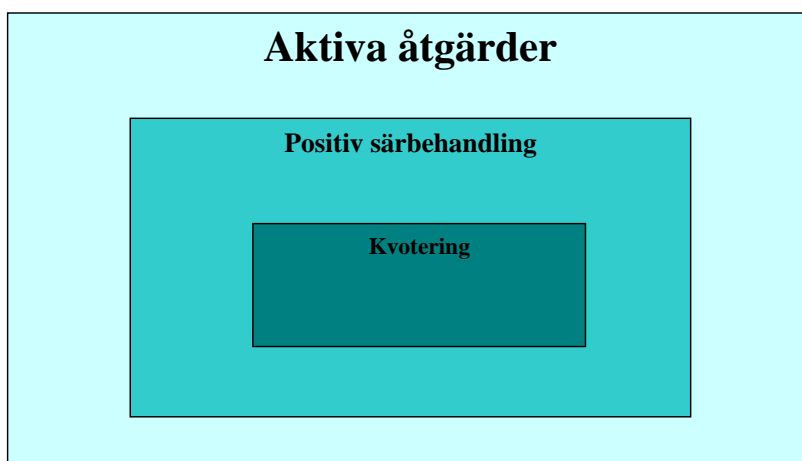 Aktiva åtgärder
Positiv särbehandling
Kvotering